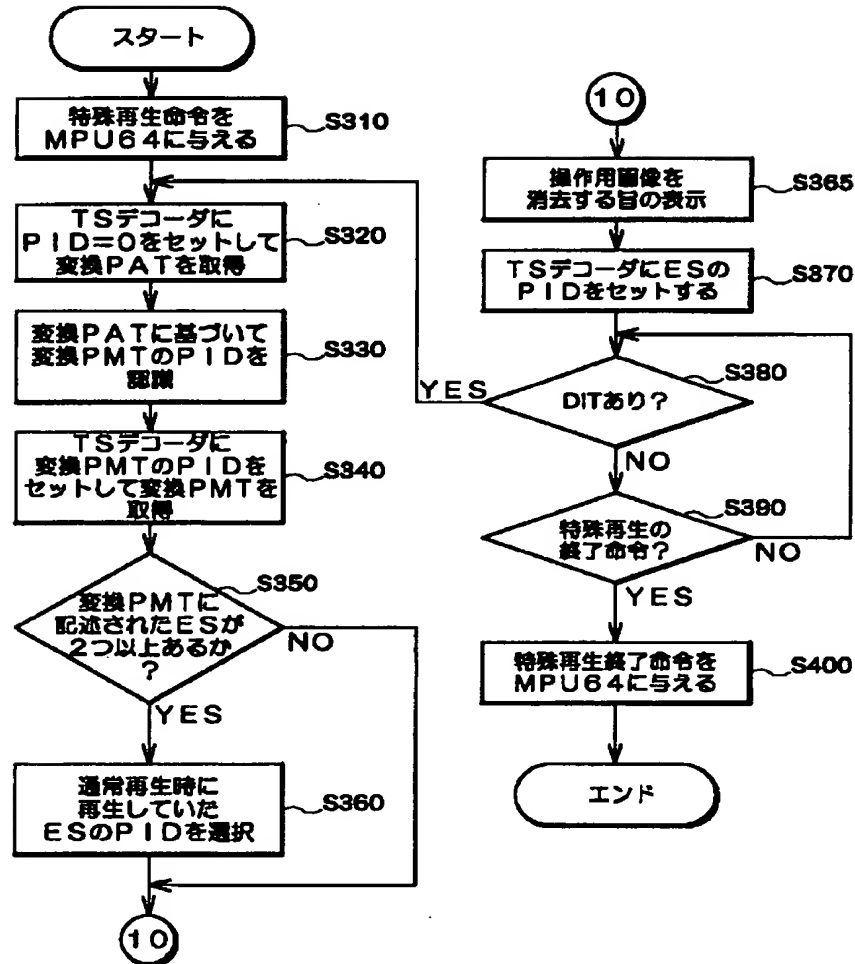 スタート
特殊再生命令を
MPU64に与える
S310
TSデコーダに
PID=0をセットして
変換PATを取得
S320
変換PATに基づいて
変換PMTのPIDを
認識
S330
TSデコーダに
変換PMTのPIDを
セットして変換PMTを
取得
S340
変換PMTに
記述されたESが
2つ以上あるか
?
S350
NO
YES
通常再生時に
再生していた
ESのPIDを選択
S360
10
10
操作用画像を
消去する旨の表示
S365
TSデコーダにESの
PIDをセットする
S370
DITあり?
S380
YES
NO
特殊再生の
終了命令?
S390
NO
YES
特殊再生終了命令を
MPU64に与える
S400
エンド